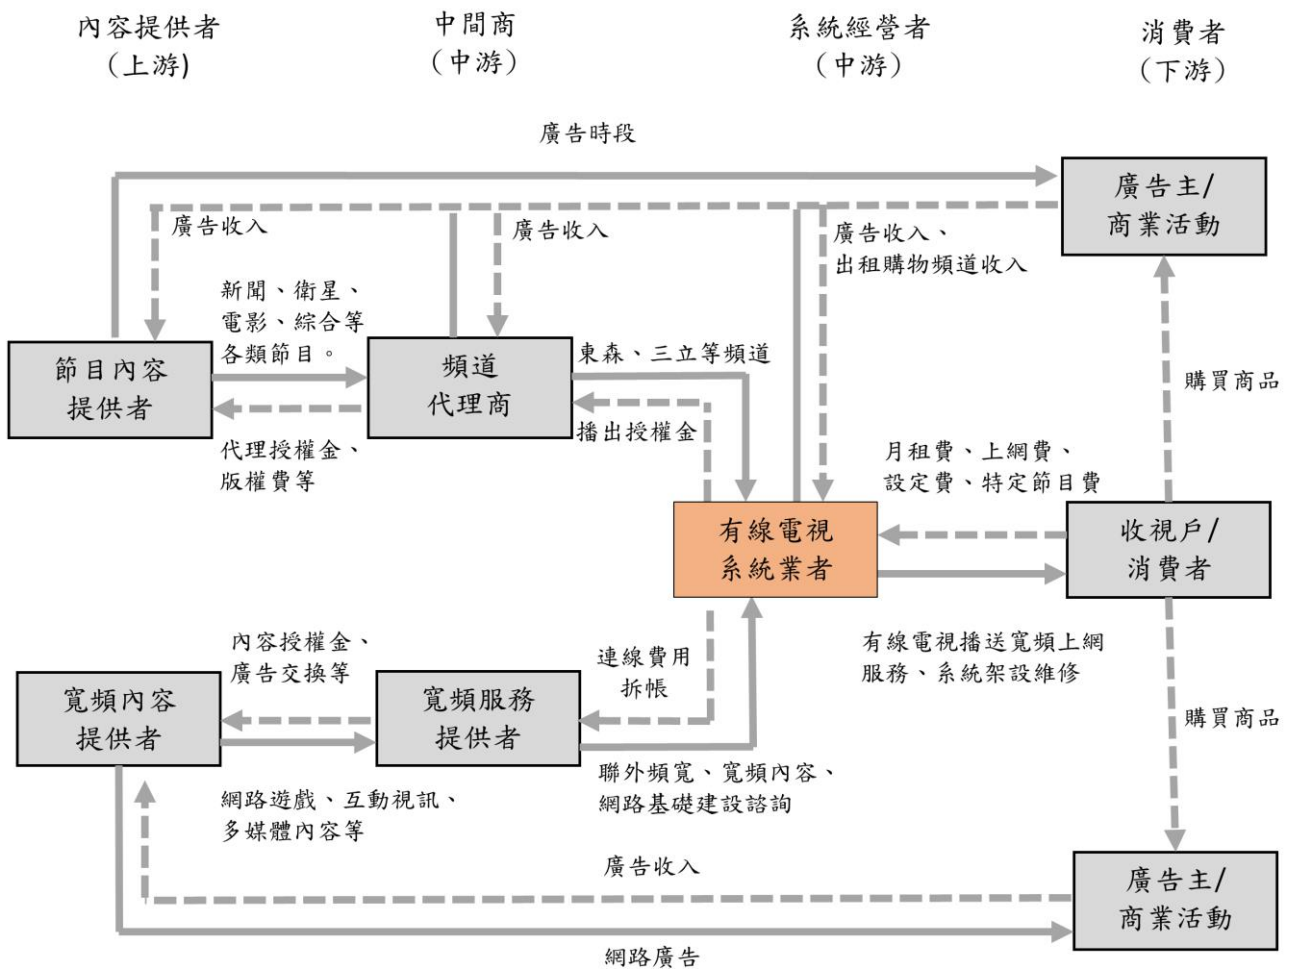 內容提供者
（上游)
中間商
（中游）
系統經營者
（中游）
消費者
（下游）
廣告時段
廣告主/
商業活動
廣告收入
廣告收入
廣告收入、
出租購物頻道收入
新聞、衛星、
電影、綜合等
各類節目。
節目內容
提供者
頻道
代理商
東森、三立等頻道
購買商品
代理授權金、
版權費等
播出授權金
月租費、上網費、
設定費、特定節目費
有線電視
系統業者
收視戶/
消費者
內容授權金、
廣告交換等
連線費用
拆帳
有線電視播送寬頻上網
服務、系統架設維修
寬頻內容
提供者
寬頻服務
提供者
購買商品
網路遊戲、互動視訊、
多媒體內容等
聯外頻寬、寬頻內容、
網路基礎建設諮詢
廣告收入
廣告主/
商業活動
網路廣告